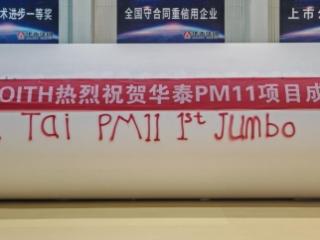 术进步一等奖
全国守合同重信用企业
上市公
OITH热烈祝贺华泰PM11项目成
Tai PM11 1st Jumbo